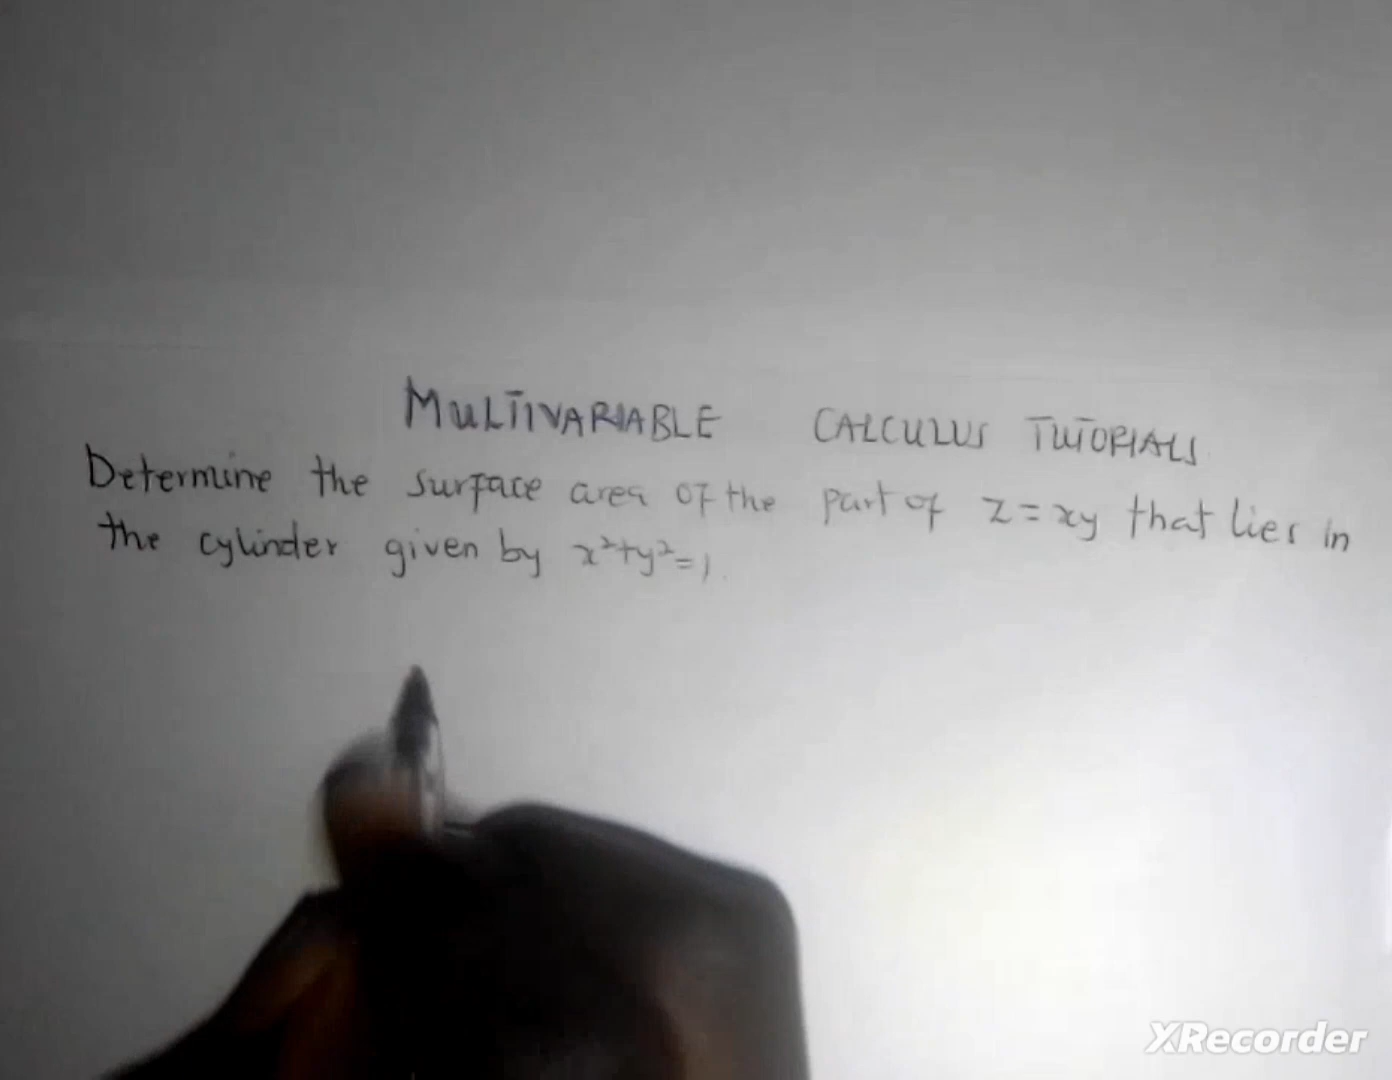 MULTIVARIABLE CALCULUS TUTORIALS
Determine the surface area of the part of z=xy that lies in
the cylinder given by x²+y²=1.
XRecorder